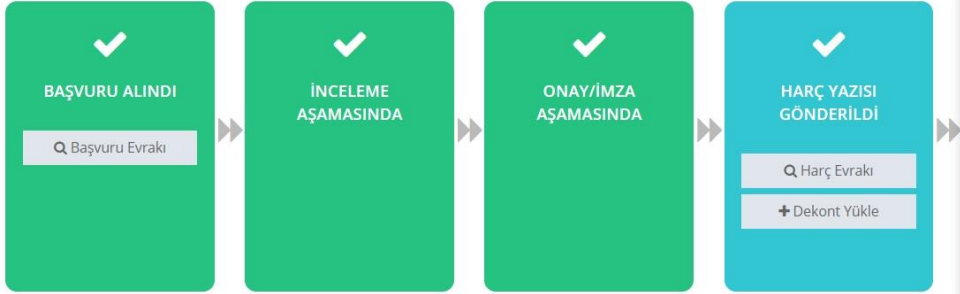 BAŞVURU ALINDI
Başvuru Evrakı
İNCELEME
AŞAMASINDA
ONAY/İMZA
AŞAMASINDA
HARÇ YAZISI
GÖNDERİLDİ
Harç Evrakı
Dekont Yükle